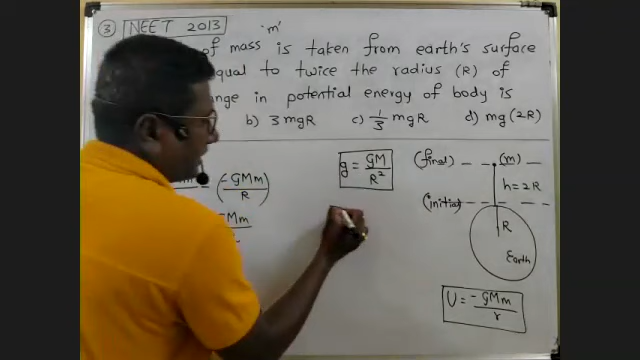 ③ NEET 2013 'm'
of mass is taken from earth's surface
equal to twice the radius (R) of
in potential energy of body is
b) 3 mgR c) 1/3 mgR d) mg(2R)
(-GMm/R)
g = GM/R²
(final) (m)
h = 2R
(initial)
R
Earth
U = -GMm/r